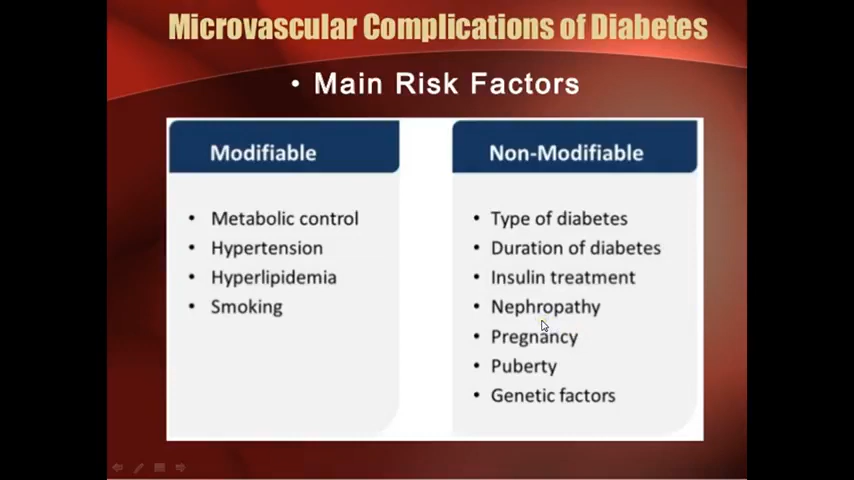 Microvascular Complications of Diabetes
• Main Risk Factors
Modifiable
• Metabolic control
• Hypertension
• Hyperlipidemia
• Smoking
Non-Modifiable
• Type of diabetes
• Duration of diabetes
• Insulin treatment
• Nephropathy
• Pregnancy
• Puberty
• Genetic factors